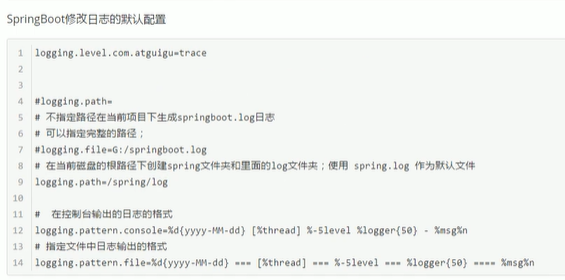 SpringBoot修改日志的默认配置
1 logging.level.com.atguigu=trace
2
3
4 #logging.path=
5 # 不指定路径在当前项目下生成springboot.log日志
6 # 可以指定完整的路径；
7 #logging.file=G:/springboot.log
8 # 在当前磁盘的根路径下创建spring文件夹和里面的log文件夹；使用 spring.log 作为默认文件
9 logging.path=/spring/log
10
11 #  在控制台输出的日志的格式
12 logging.pattern.console=%d{yyyy-MM-dd} [%thread] %-5level %logger{50} - %msg%n
13 # 指定文件中日志输出的格式
14 logging.pattern.file=%d{yyyy-MM-dd} === [%thread] === %-5level === %logger{50} ==== %msg%n